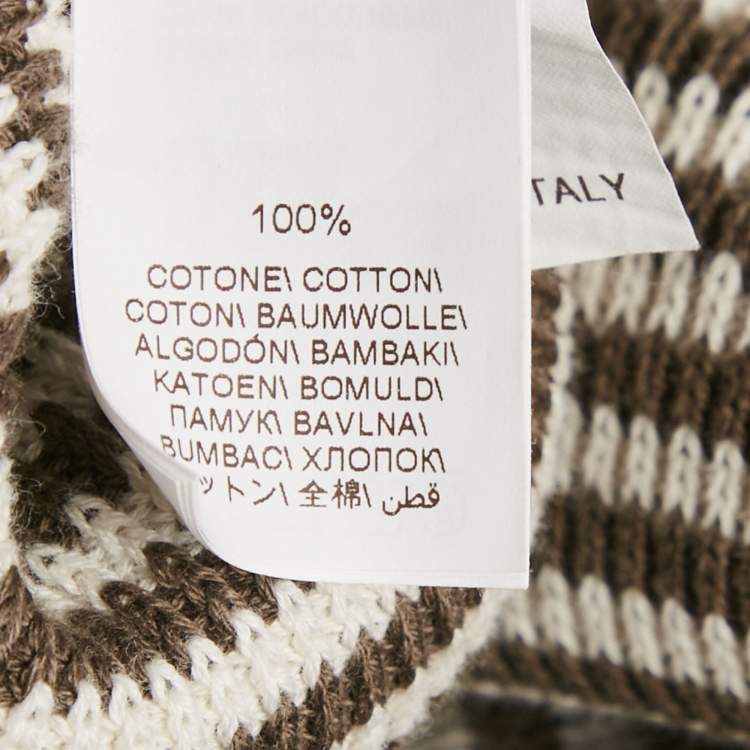 100%
COTONE\ COTTON\
COTON\ BAUMWOLLE\
ALGODÓN\ BAMBAKI\
KATOEN\ BOMULD\
ПАМУК\ BAVLNA\
BUMBAC\ ХЛОПОК\
ットン\ 全棉\ قطن
TALY